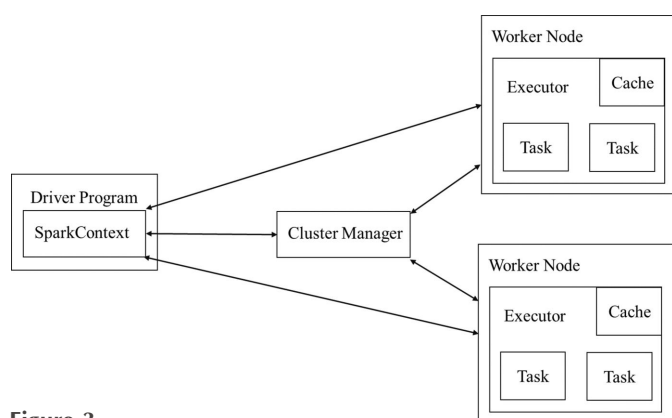 Worker Node
Executor
Cache
Task
Task
Driver Program
SparkContext
Cluster Manager
Worker Node
Executor
Cache
Task
Task
Figure 3